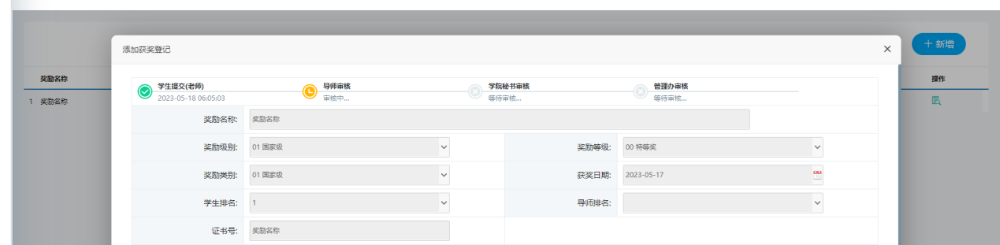 添加获奖登记
+ 新增
奖励名称
操作
学生提交(老师)
导师审核
学院秘书审核
管理办审核
2023-05-18 06:05:03
审核中...
等待审核...
等待审核...
1 奖励名称
奖励名称: 奖励名称
奖励级别: 01 国家级
奖励等级: 00 特等奖
奖励类别: 01 国家级
获奖日期: 2023-05-17
学生排名: 1
导师排名:
证书号: 奖励名称